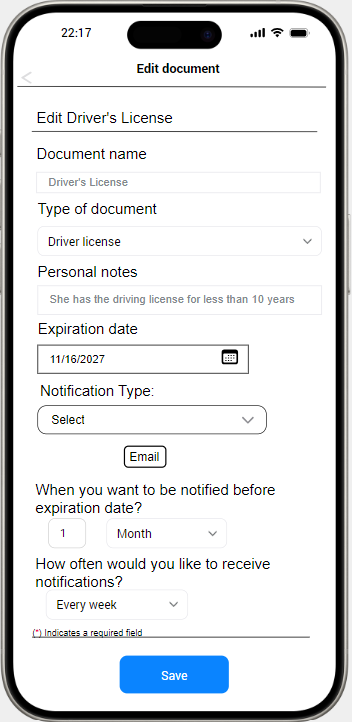 22:17
Edit document
Edit Driver's License
Document name
Driver's License
Type of document
Driver license
Personal notes
She has the driving license for less than 10 years
Expiration date
11/16/2027
Notification Type:
Select
Email
When you want to be notified before
expiration date?
1 Month
How often would you like to receive
notifications?
Every week
(*) Indicates a required field
Save